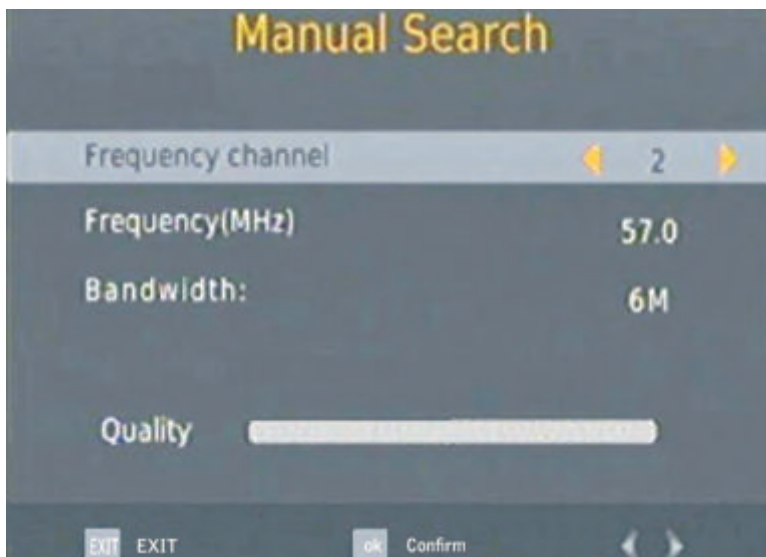 Manual Search
Frequency channel 2
Frequency(MHz) 57.0
Bandwidth: 6M
Quality
EXIT EXIT ok Confirm